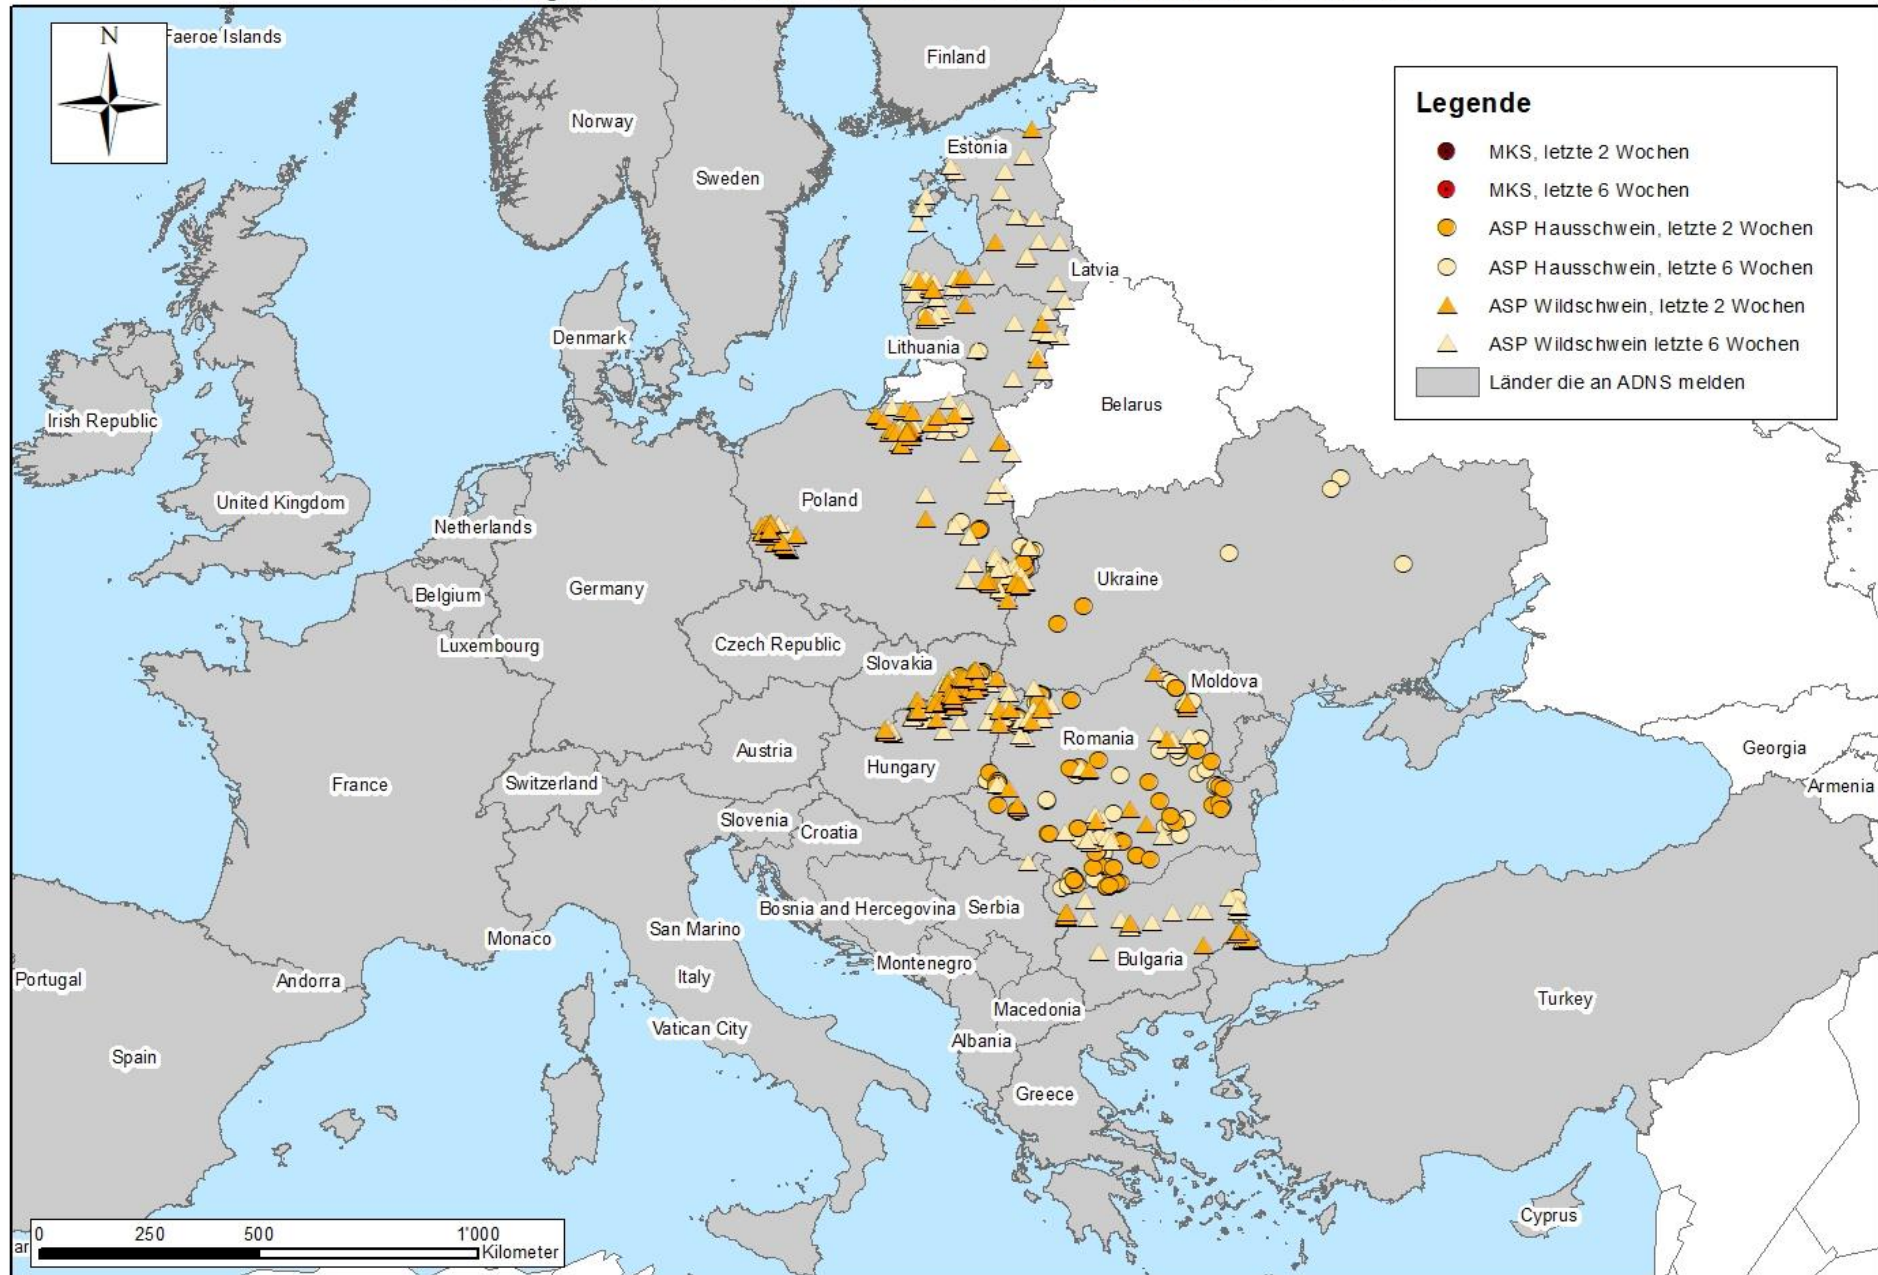 N
Faeroe Islands
Finland
Norway
Estonia
Sweden
Latvia
Denmark
Lithuania
Belarus
Irish Republic
United Kingdom
Poland
Netherlands
Ukraine
Germany
Belgium
Czech Republic
Luxembourg
Slovakia
Moldova
Romania
Georgia
Austria
Hungary
France
Switzerland
Armenia
Slovenia
Croatia
Bosnia and Hercegovina
Serbia
San Marino
Monaco
Bulgaria
Montenegro
Portugal
Andorra
Italy
Turkey
Macedonia
Vatican City
Albania
Spain
Greece
Cyprus
Legende
MKS, letzte 2 Wochen
MKS, letzte 6 Wochen
ASP Hausschwein, letzte 2 Wochen
ASP Hausschwein, letzte 6 Wochen
ASP Wildschwein, letzte 2 Wochen
ASP Wildschwein letzte 6 Wochen
Länder die an ADNS melden
0 250 500 1'000
Kilometer